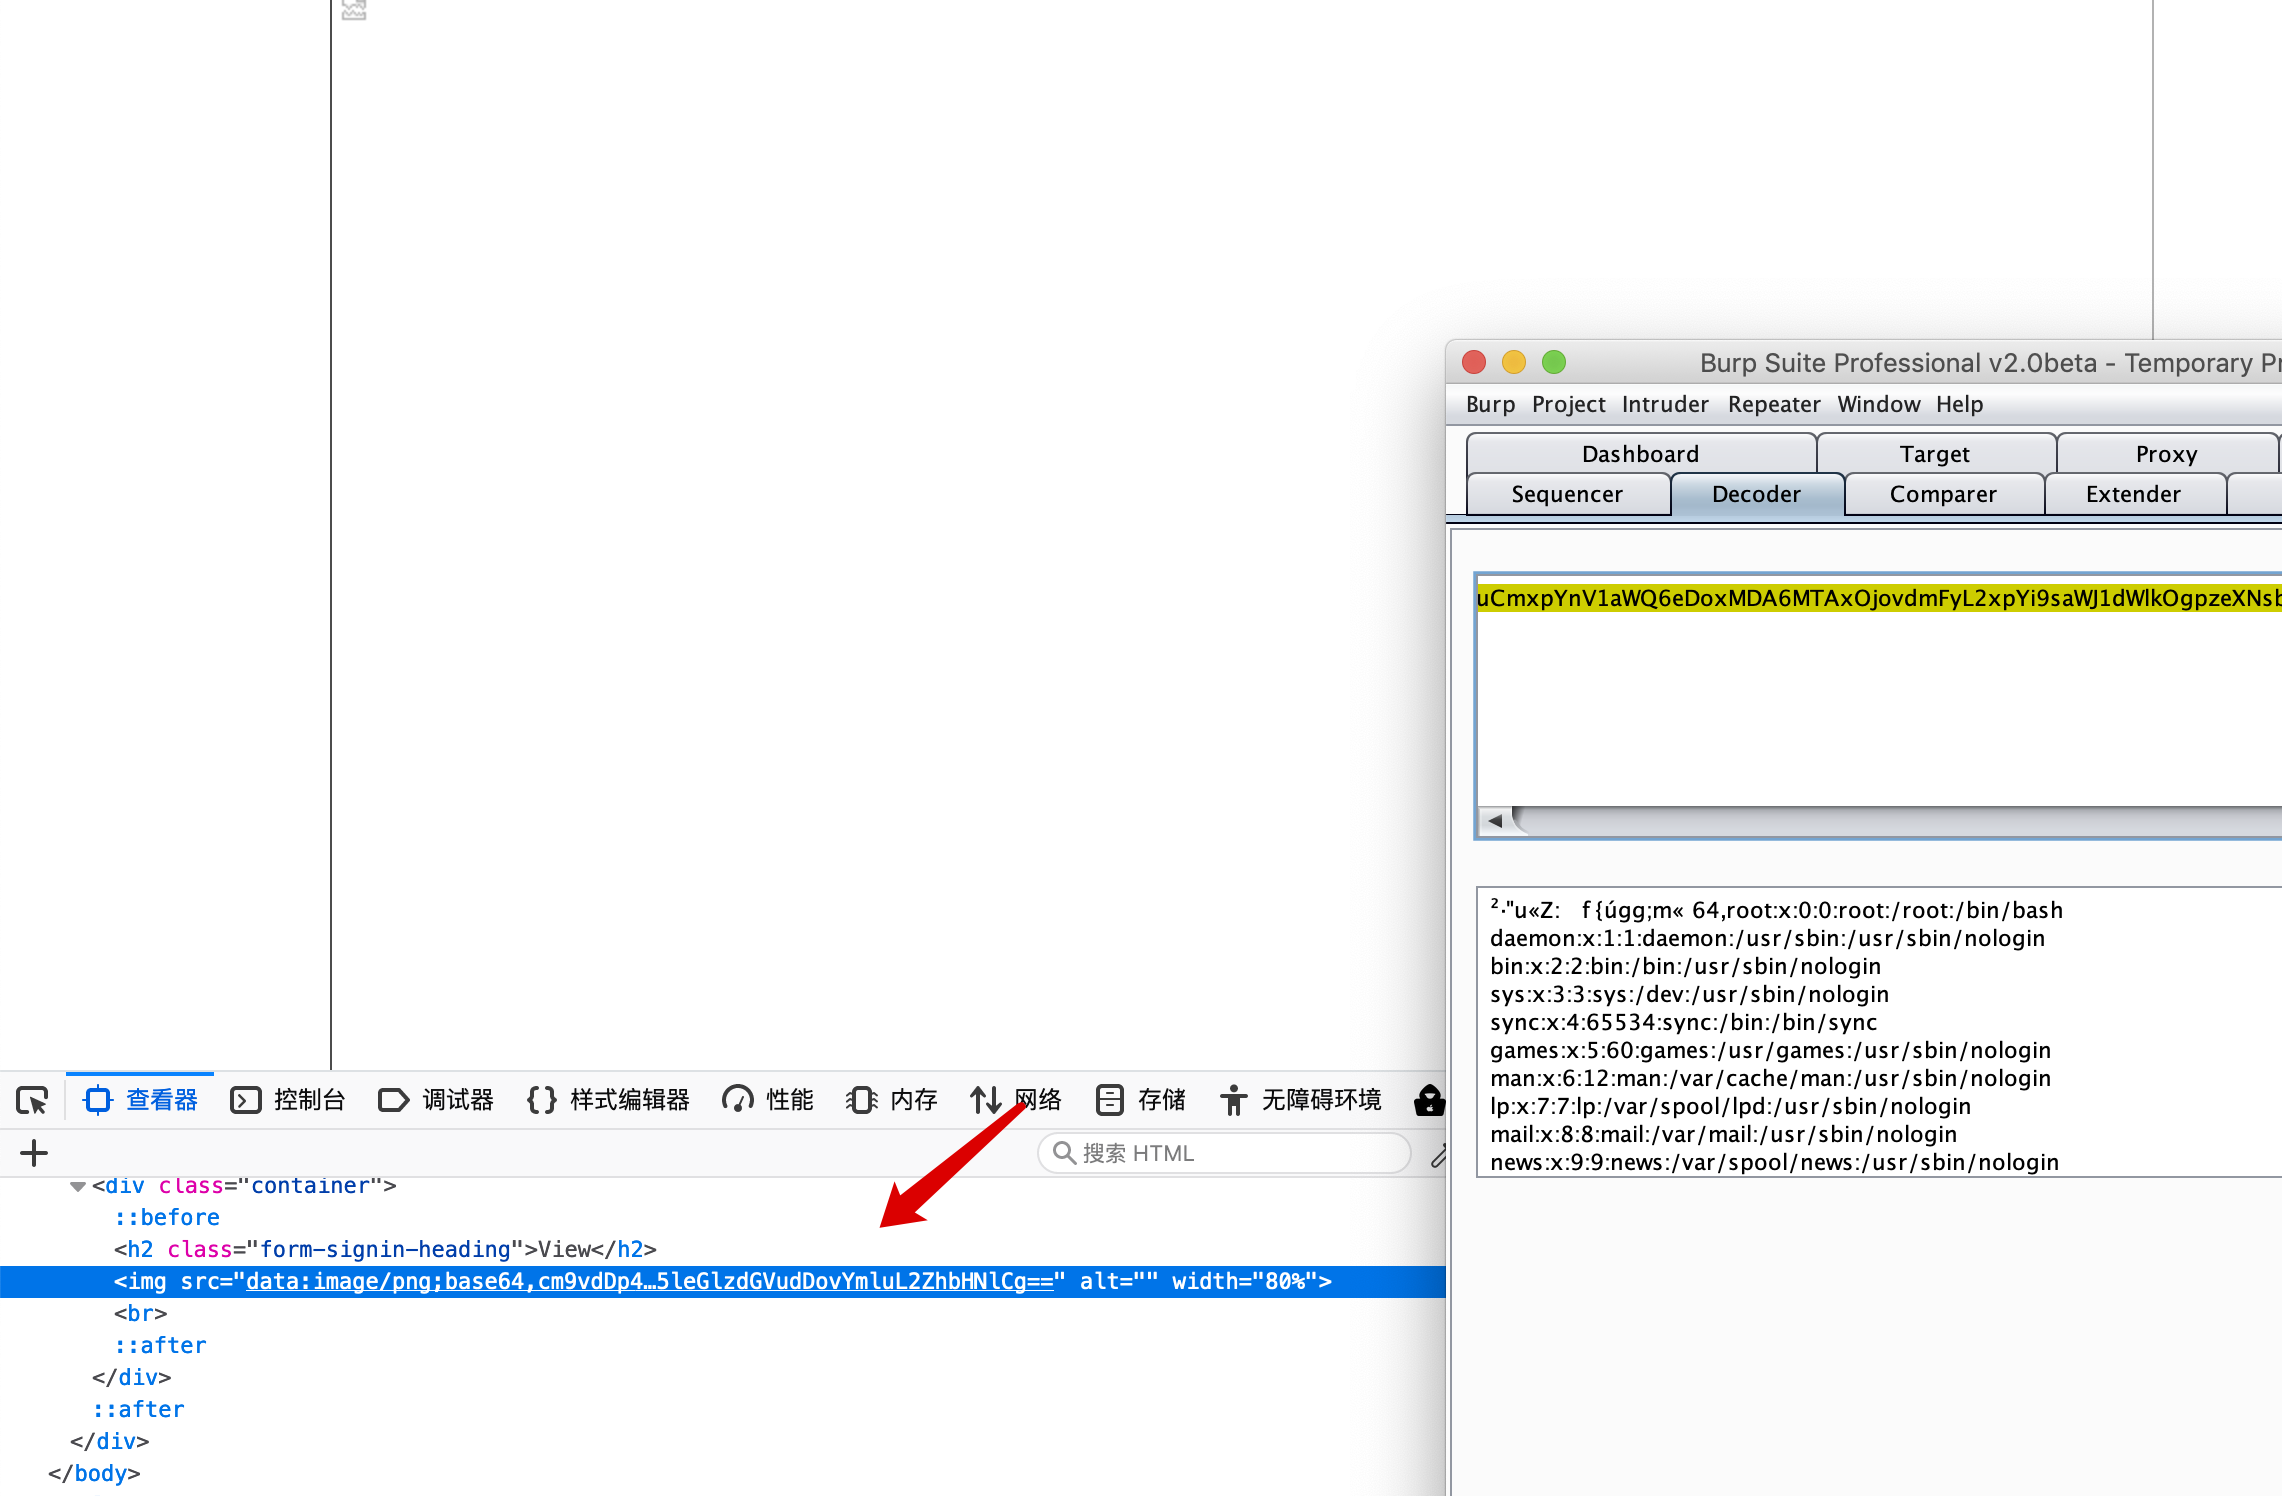 Burp Suite Professional v2.0beta - Temporary Pr
Burp Project Intruder Repeater Window Help
Dashboard Target Proxy
Sequencer Decoder Comparer Extender
uCmxpYnV1aWQ6eDoxMDA6MTAxOjovdmFyL2xpYi9saWJ1dWlkOgpzeXNsb
²·"u«Z: f{úgg;m« 64,root:x:0:0:root:/root:/bin/bash
daemon:x:1:1:daemon:/usr/sbin:/usr/sbin/nologin
bin:x:2:2:bin:/bin:/usr/sbin/nologin
sys:x:3:3:sys:/dev:/usr/sbin/nologin
sync:x:4:65534:sync:/bin:/bin/sync
games:x:5:60:games:/usr/games:/usr/sbin/nologin
man:x:6:12:man:/var/cache/man:/usr/sbin/nologin
lp:x:7:7:lp:/var/spool/lpd:/usr/sbin/nologin
mail:x:8:8:mail:/var/mail:/usr/sbin/nologin
news:x:9:9:news:/var/spool/news:/usr/sbin/nologin
查看器 控制台 调试器 样式编辑器 性能 内存 网络 存储 无障碍环境
搜索 HTML
<div class="container">
::before
<h2 class="form-signin-heading">View</h2>
<img src="data:image/png;base64,cm9vdDp4…5leGlzdGVudDovYmluL2ZhbHNlCg==" alt="" width="80%">
<br>
::after
</div>
::after
</div>
</body>